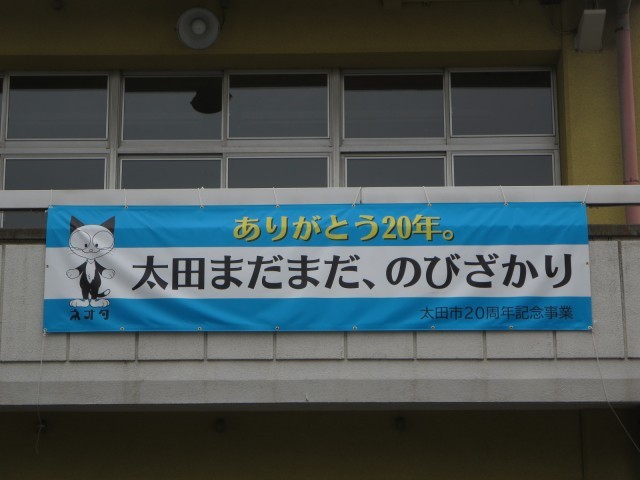 ありがとう20年。
太田まだまだ、のびざかり
太田市20周年記念事業